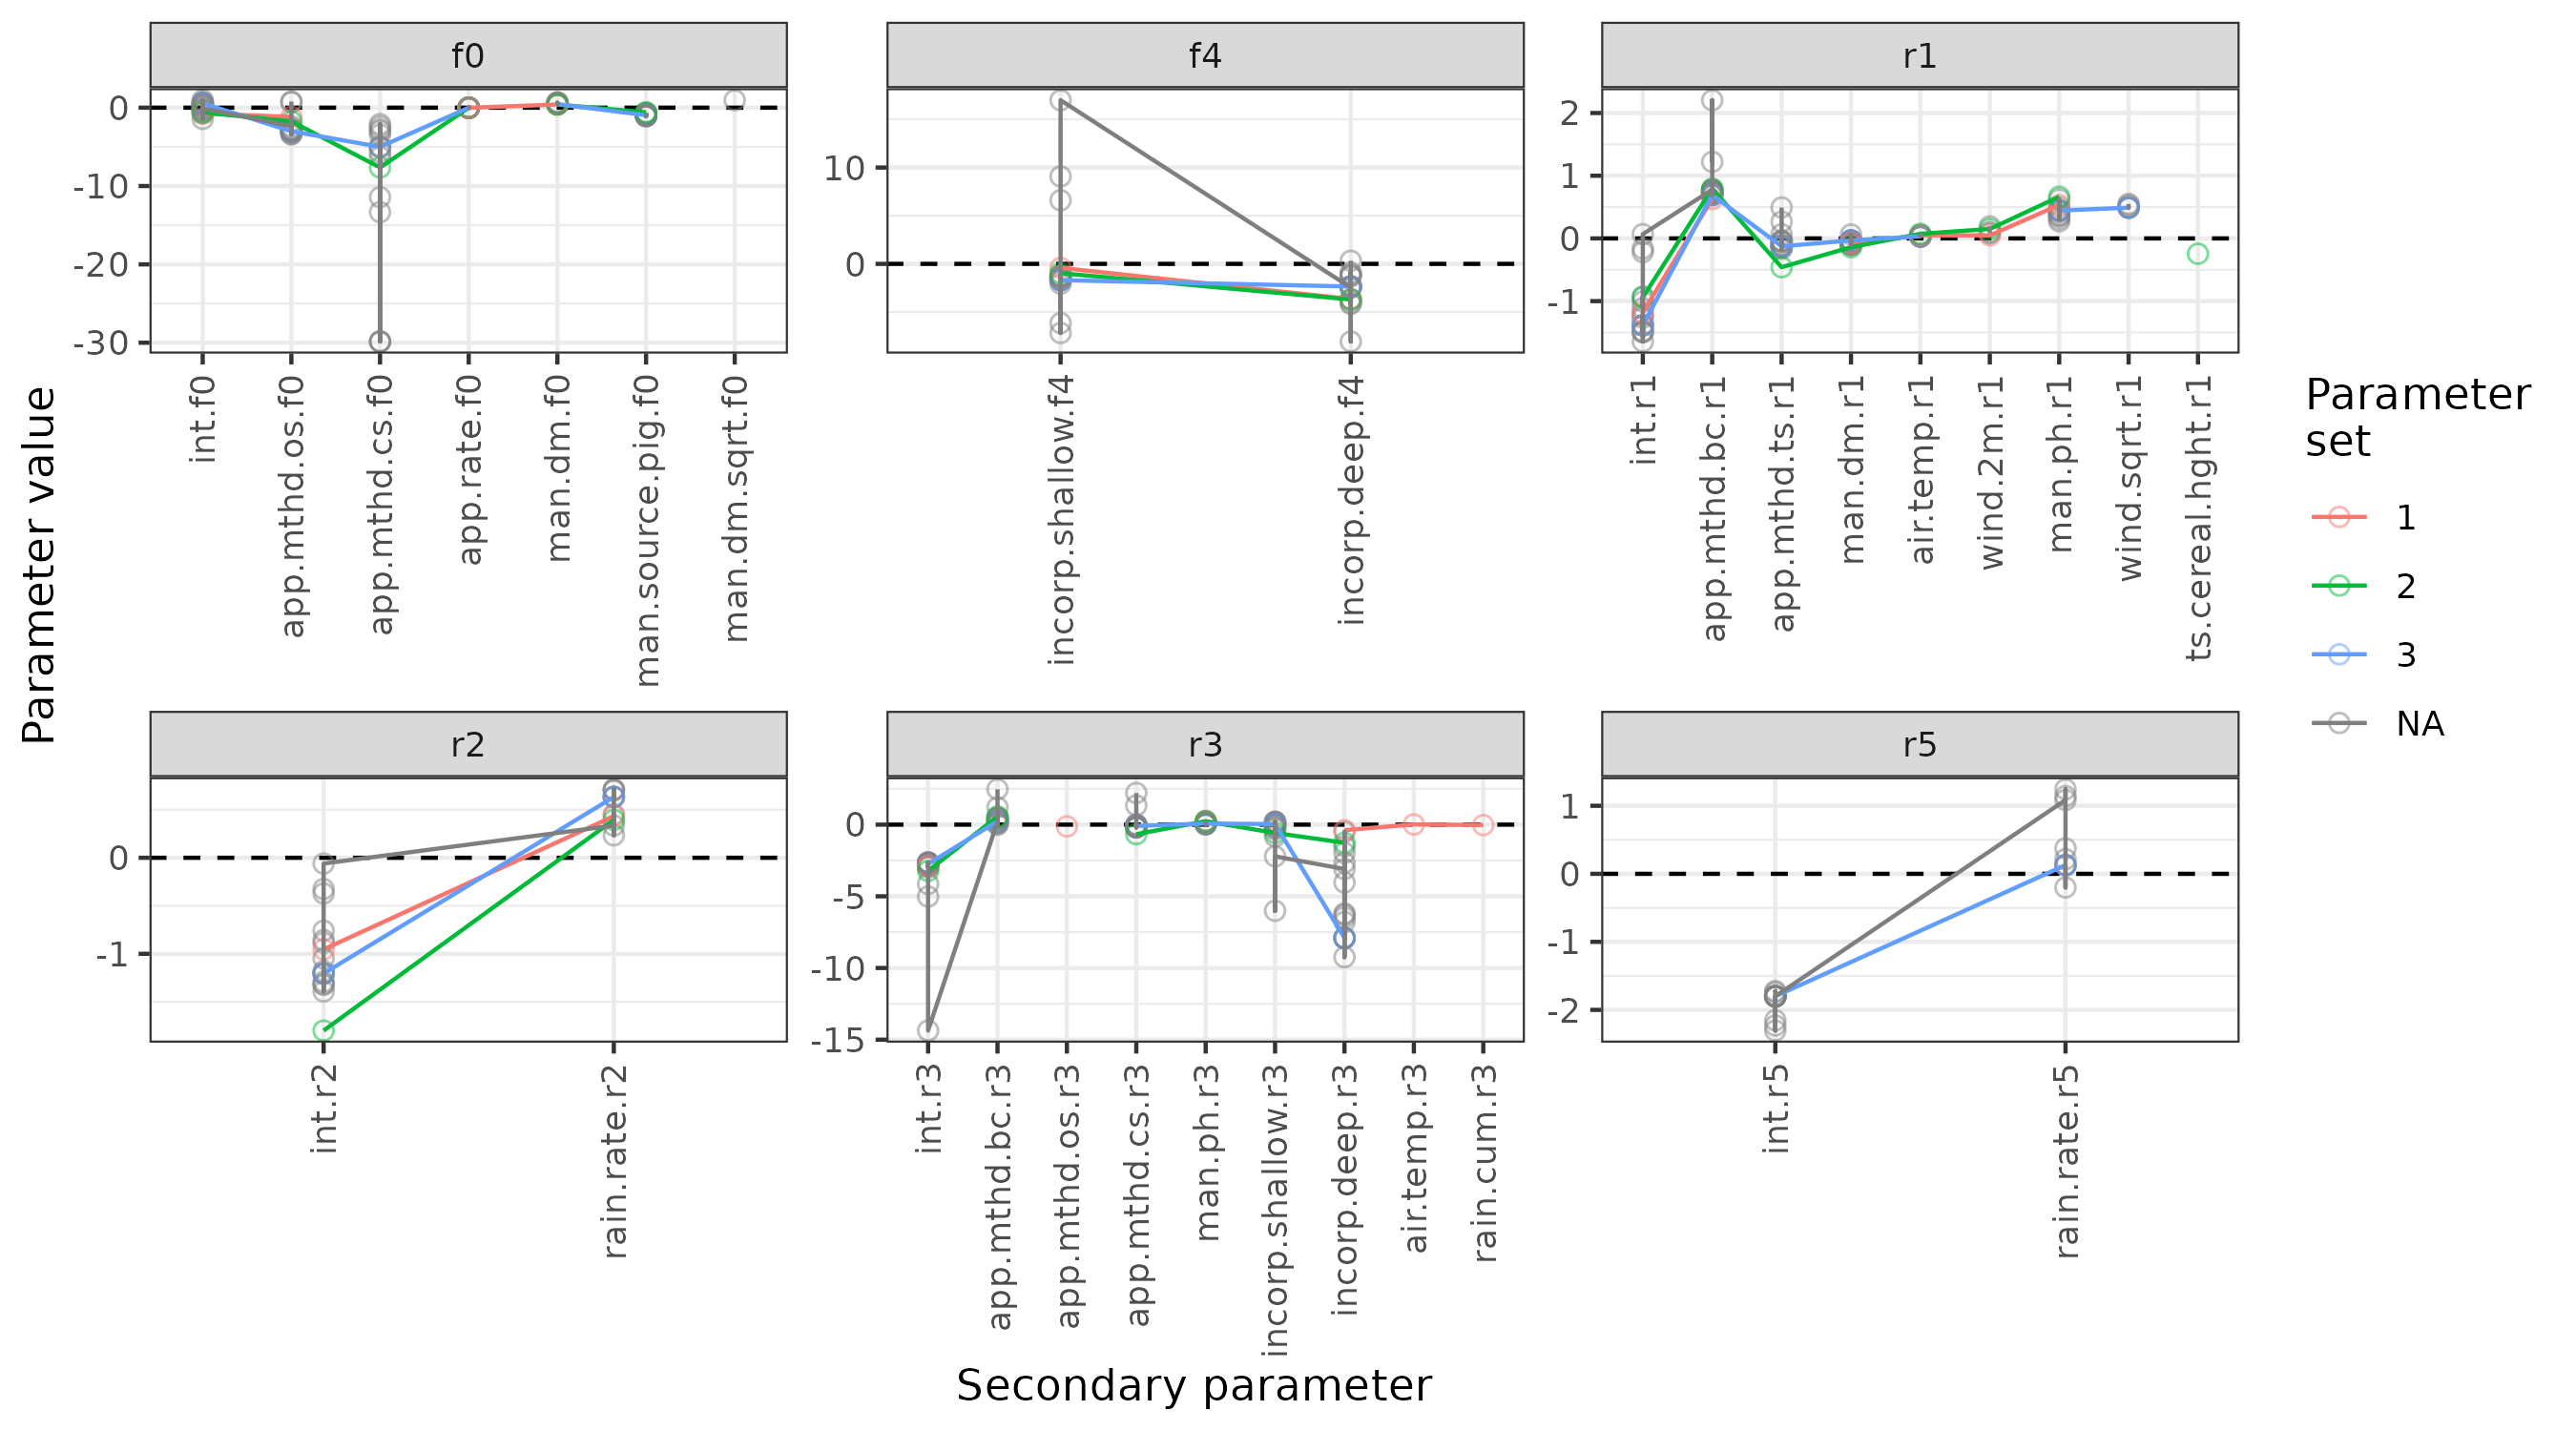 f0
f4
r1
0
-10
-20
-30
10
0
2
1
0
-1
int.f0
app.mthd.os.f0
app.mthd.cs.f0
app.rate.f0
man.dm.f0
man.source.pig.f0
man.dm.sqrt.f0
incorp.shallow.f4
incorp.deep.f4
int.r1
app.mthd.bc.r1
app.mthd.ts.r1
man.dm.r1
air.temp.r1
wind.2m.r1
man.ph.r1
wind.sqrt.r1
ts.cereal.hght.r1
Parameter value
r2
r3
r5
0
-1
0
-5
-10
-15
1
0
-1
-2
int.r2
rain.rate.r2
int.r3
app.mthd.bc.r3
app.mthd.os.r3
app.mthd.cs.r3
man.ph.r3
incorp.shallow.r3
incorp.deep.r3
air.temp.r3
rain.cum.r3
int.r5
rain.rate.r5
Secondary parameter
Parameter
set
1
2
3
NA